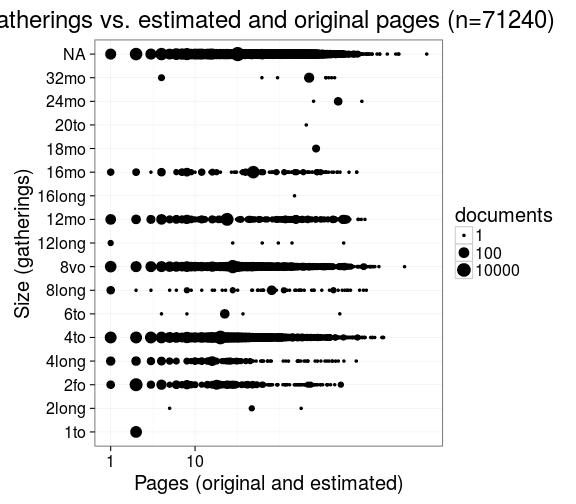 atherings vs. estimated and original pages (n=71240)
NA
32mo
24mo
20to
18mo
16mo
16long
12mo
12long
8vo
8long
6to
4to
4long
2fo
2long
1to
Size (gatherings)
1 10
Pages (original and estimated)
documents
1
100
10000